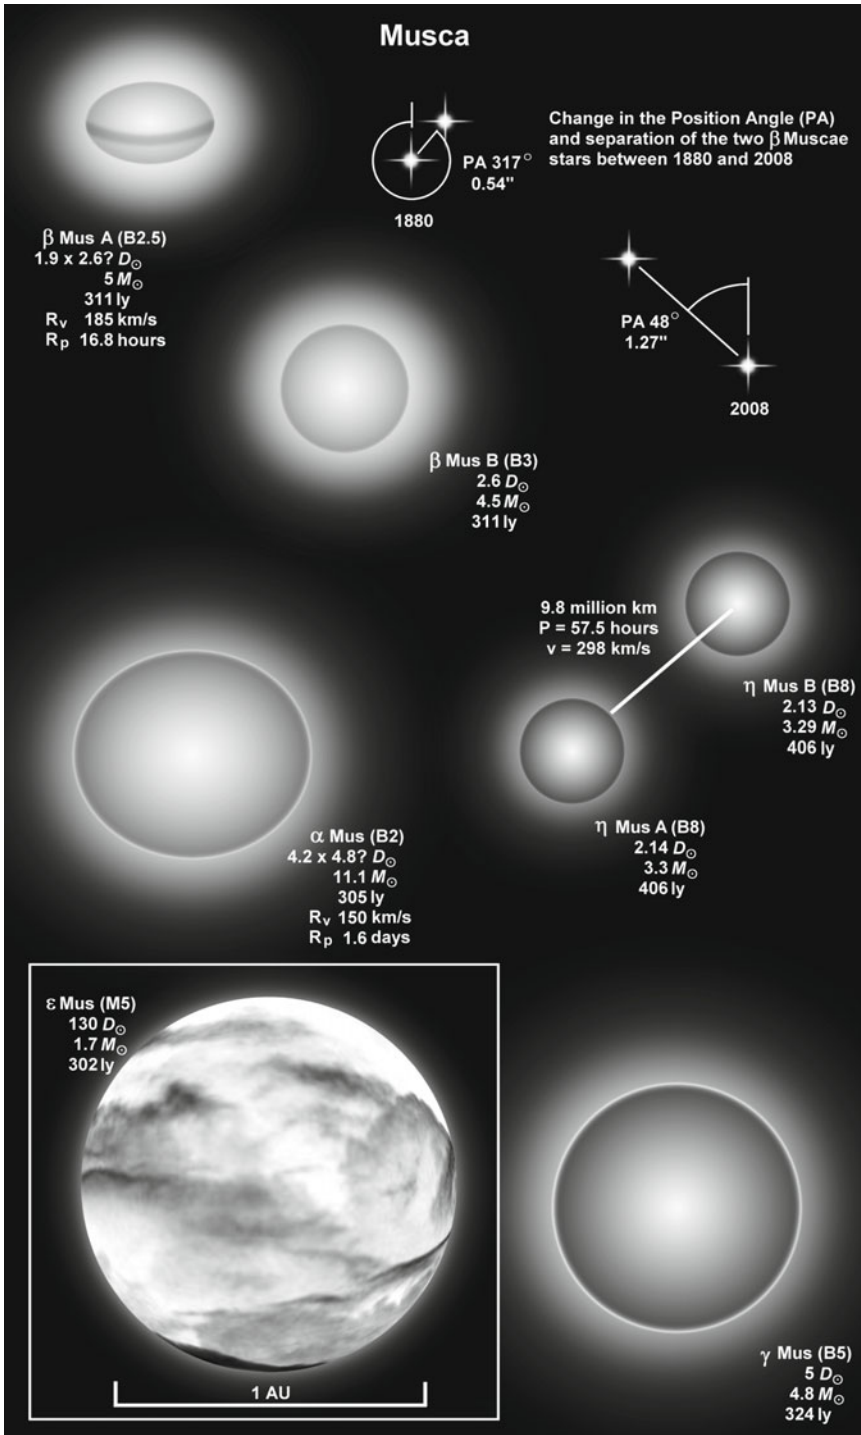 Musca
Change in the Position Angle (PA)
and separation of the two β Muscae
stars between 1880 and 2008
PA 317°
0.54"
1880
β Mus A (B2.5)
1.9 x 2.6? D☉
5 M☉
311 ly
Rv 185 km/s
Rp 16.8 hours
PA 48°
1.27"
2008
β Mus B (B3)
2.6 D☉
4.5 M☉
311 ly
9.8 million km
P = 57.5 hours
v = 298 km/s
η Mus B (B8)
2.13 D☉
3.29 M☉
406 ly
η Mus A (B8)
2.14 D☉
3.3 M☉
406 ly
α Mus (B2)
4.2 x 4.8? D☉
11.1 M☉
305 ly
Rv 150 km/s
Rp 1.6 days
ε Mus (M5)
130 D☉
1.7 M☉
302 ly
1 AU
γ Mus (B5)
5 D☉
4.8 M☉
324 ly